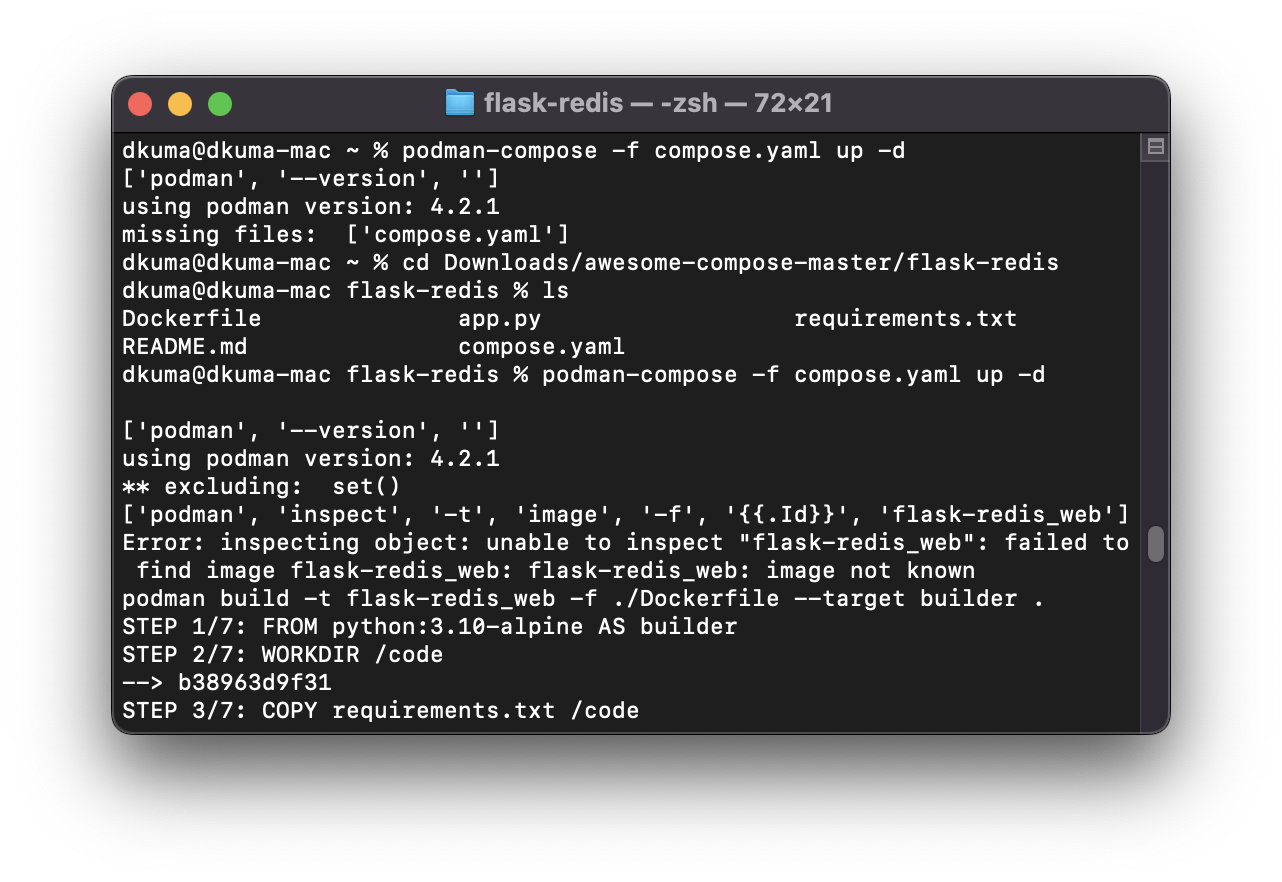 flask-redis — -zsh — 72×21
dkuma@dkuma-mac ~ % podman-compose -f compose.yaml up -d
['podman', '--version', '']
using podman version: 4.2.1
missing files:  ['compose.yaml']
dkuma@dkuma-mac ~ % cd Downloads/awesome-compose-master/flask-redis
dkuma@dkuma-mac flask-redis % ls
Dockerfile              app.py                  requirements.txt
README.md               compose.yaml
dkuma@dkuma-mac flask-redis % podman-compose -f compose.yaml up -d
['podman', '--version', '']
using podman version: 4.2.1
** excluding:  set()
['podman', 'inspect', '-t', 'image', '-f', '{{.Id}}', 'flask-redis_web']
Error: inspecting object: unable to inspect "flask-redis_web": failed to
 find image flask-redis_web: flask-redis_web: image not known
podman build -t flask-redis_web -f ./Dockerfile --target builder .
STEP 1/7: FROM python:3.10-alpine AS builder
STEP 2/7: WORKDIR /code
--> b38963d9f31
STEP 3/7: COPY requirements.txt /code